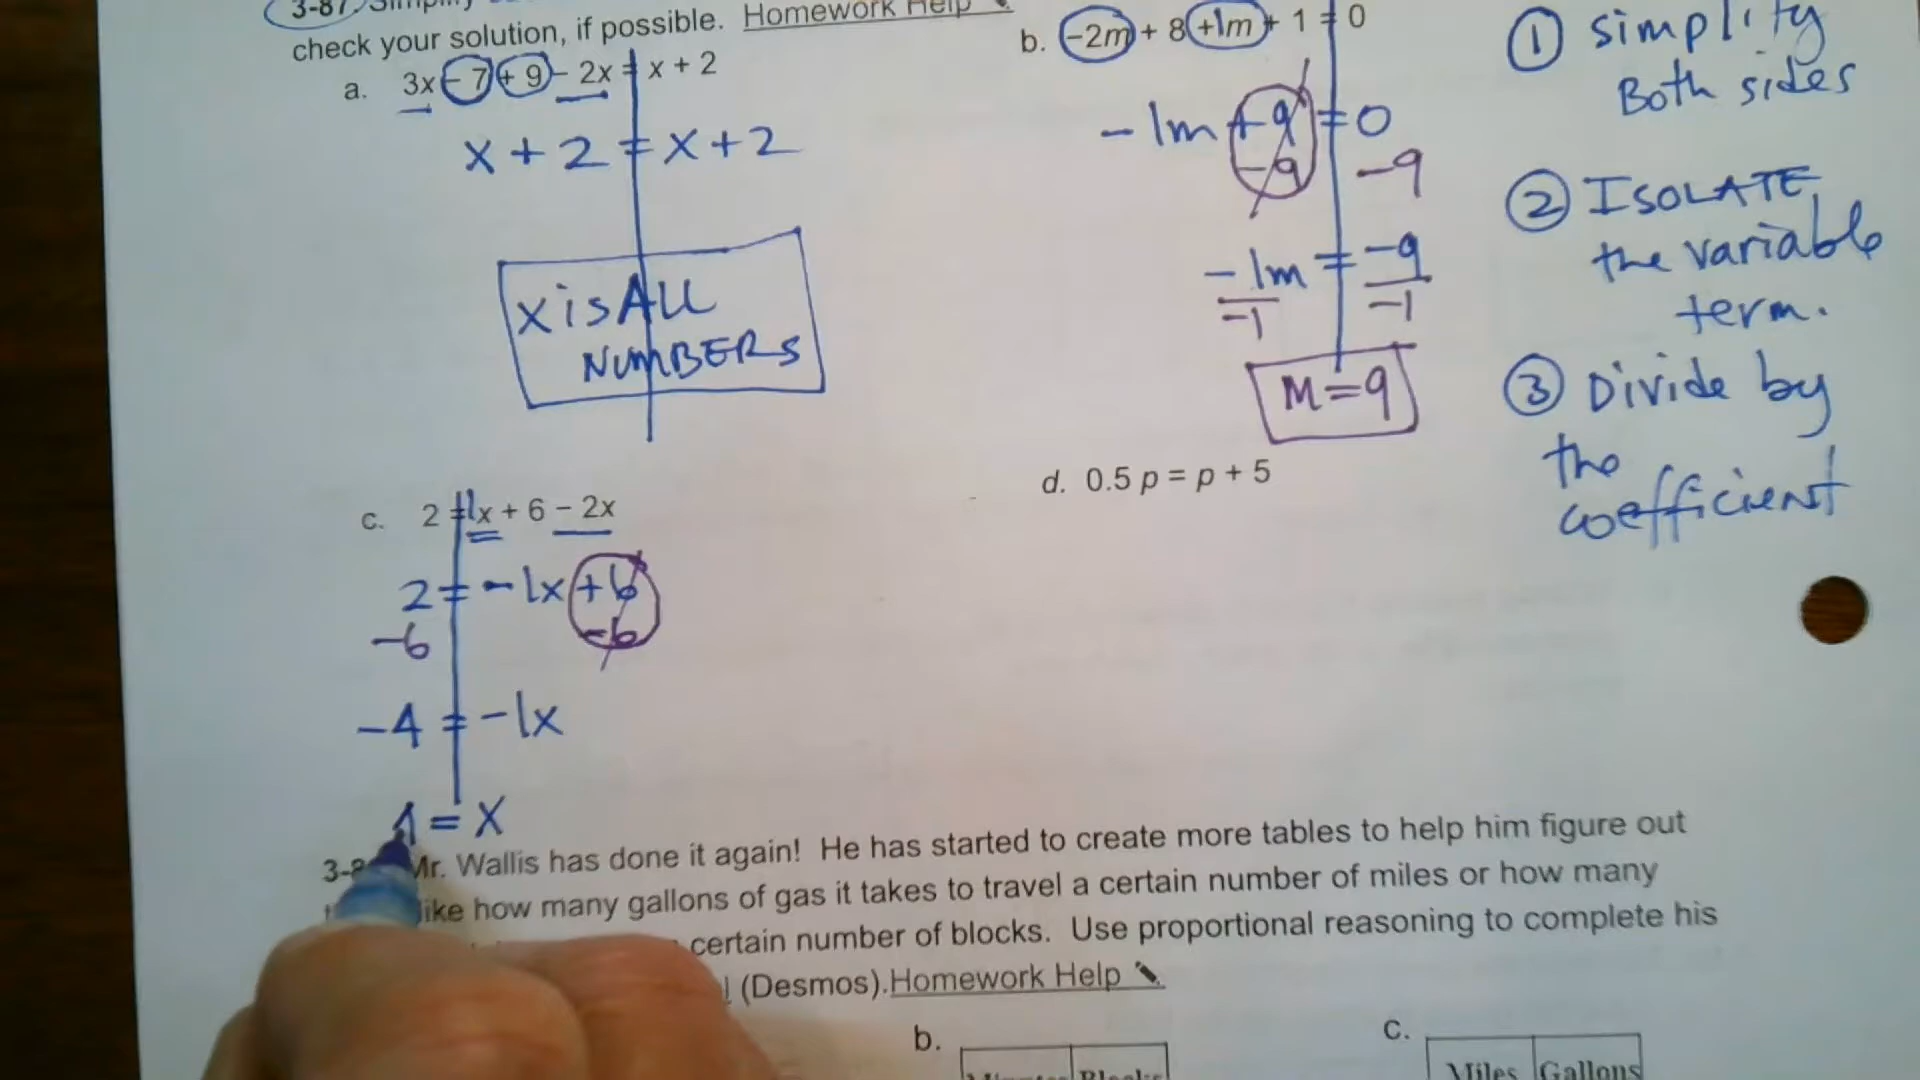 3-87. Simplify
check your solution, if possible. Homework Help
a. 3x - 7 + 9 - 2x = x + 2
x + 2 = x + 2
x is All
NUMBERS
b. -2m + 8 + 1m + 1 = 0
-1m + 9 = 0
-9 -9
-1m = -9
-1 -1
M = 9
① simplify
Both sides
② ISOLATE
the variable
term.
③ Divide by
the
coefficient
c. 2 = 1x + 6 - 2x
2 = -1x + 6
-6 -6
-4 = -1x
= x
d. 0.5 p = p + 5
Mr. Wallis has done it again! He has started to create more tables to help him figure out
like how many gallons of gas it takes to travel a certain number of miles or how many
certain number of blocks. Use proportional reasoning to complete his
(Desmos). Homework Help
b.
c.
Miles Gallons